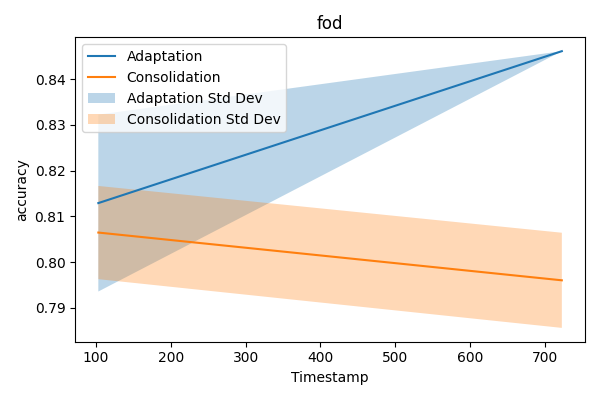 fod
Adaptation
Consolidation
Adaptation Std Dev
Consolidation Std Dev
accuracy
0.84
0.83
0.82
0.81
0.80
0.79
100 200 300 400 500 600 700
Timestamp